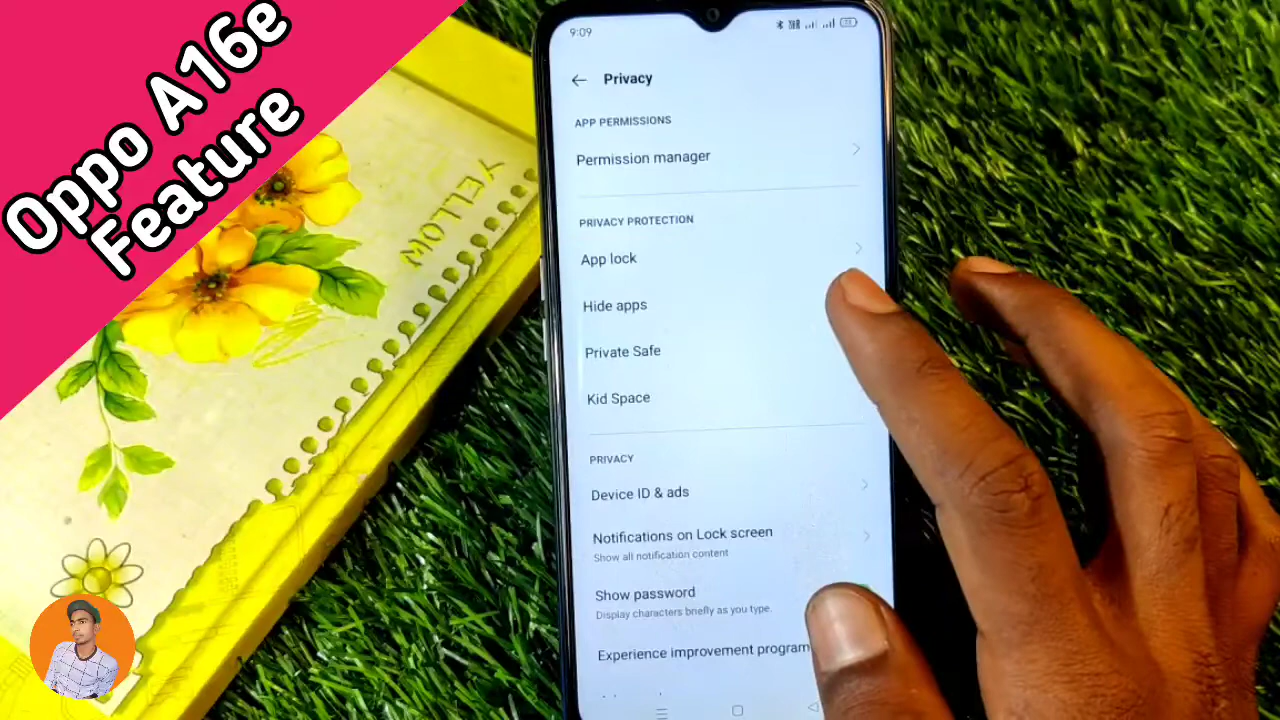 Oppo A16e
Feature
YELLOW
9:09
Privacy
APP PERMISSIONS
Permission manager
PRIVACY PROTECTION
App lock
Hide apps
Private Safe
Kid Space
PRIVACY
Device ID & ads
Notifications on Lock screen
Show all notification content
Show password
Display characters briefly as you type.
Experience improvement program